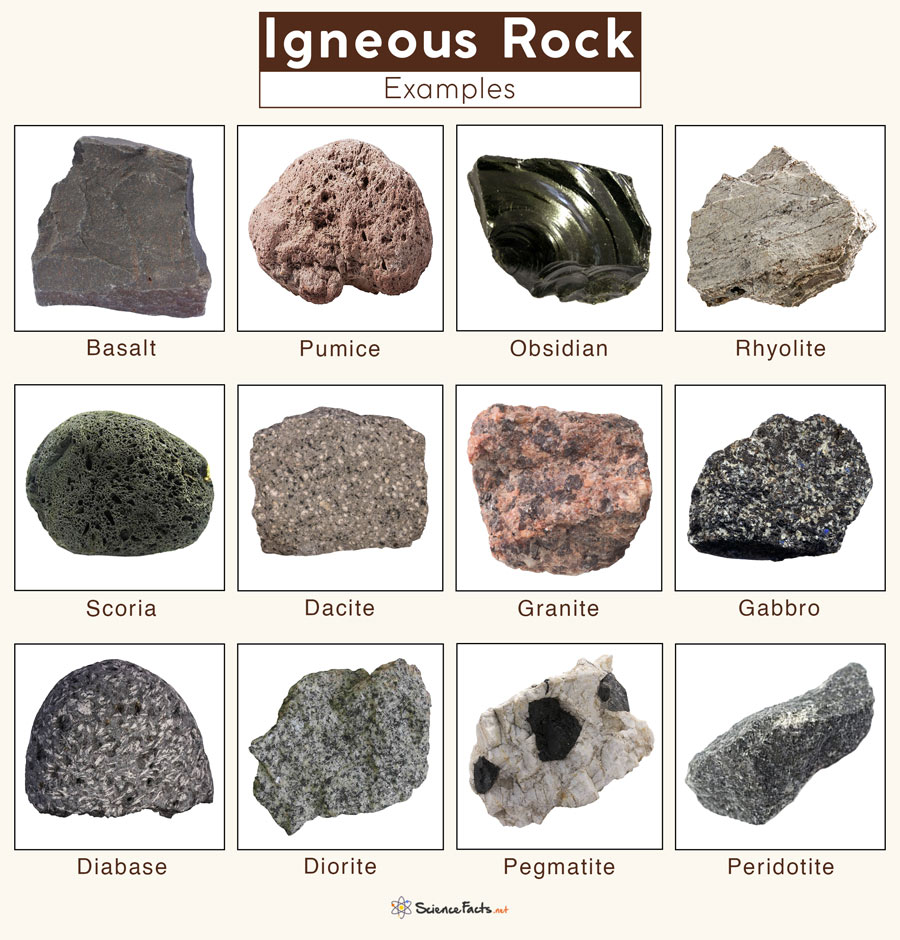 Igneous Rock
Examples
Basalt
Pumice
Obsidian
Rhyolite
Scoria
Dacite
Granite
Gabbro
Diabase
Diorite
Pegmatite
Peridotite
ScienceFacts.net